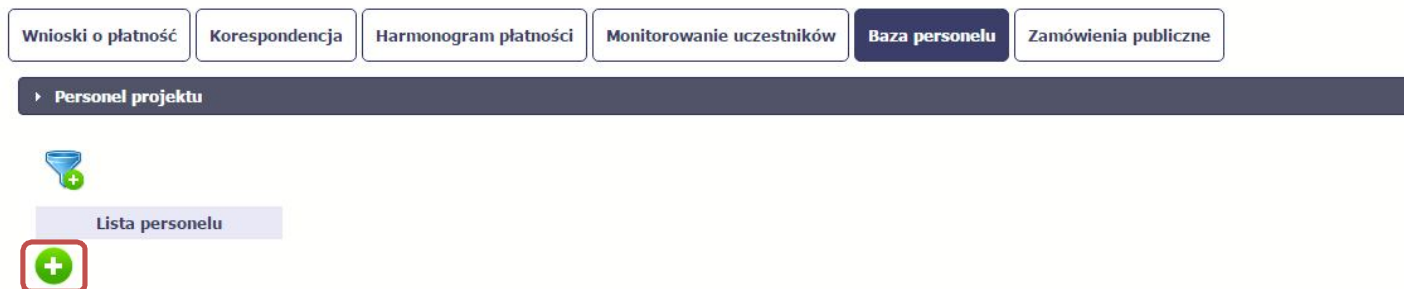 Wnioski o płatność Korespondencja Harmonogram płatności Monitorowanie uczestników Baza personelu Zamówienia publiczne
Personel projektu
Lista personelu